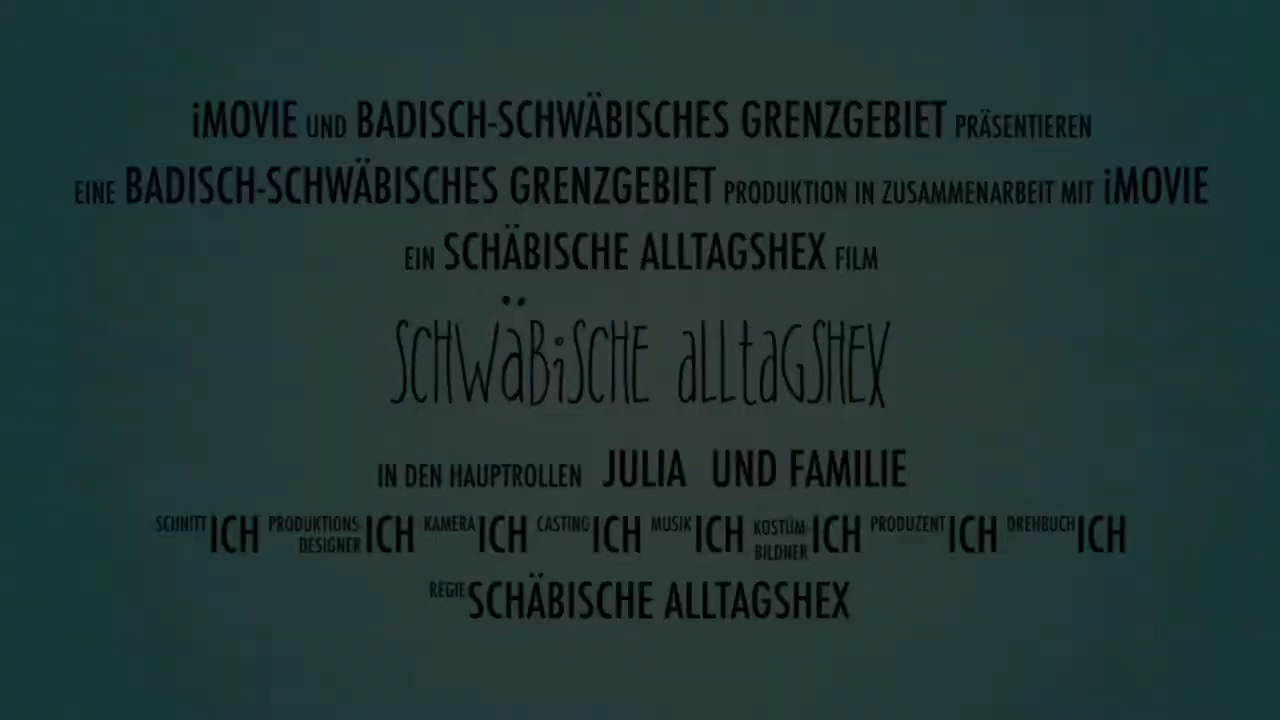 iMOVIE UND BADISCH-SCHWÄBISCHES GRENZGEBIET PRÄSENTIEREN
EINE BADISCH-SCHWÄBISCHES GRENZGEBIET PRODUKTION IN ZUSAMMENARBEIT MIT iMOVIE
EIN SCHÄBISCHE ALLTAGSHEX FILM
SCHWäBiSCHE aLLtaGSHEX
IN DEN HAUPTROLLEN JULIA UND FAMILIE
SCHNITT ICH PRODUKTIONS-DESIGNER ICH KAMERA ICH CASTING ICH MUSIK ICH KOSTÜM-BILDNER ICH PRODUZENT ICH DREHBUCH ICH
REGIE SCHÄBISCHE ALLTAGSHEX